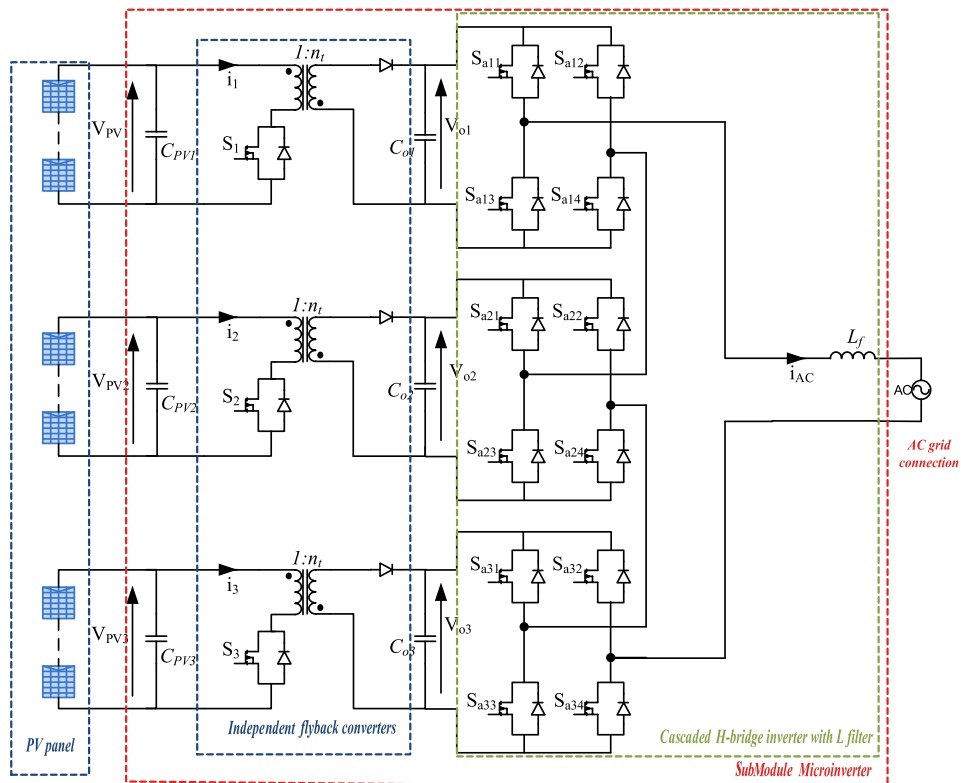 1:nt
i1
VPV
CPV1
S1
Co1
Vo1
Sa11
Sa12
Sa13
Sa14
1:nt
i2
VPV2
CPV2
S2
Co2
Vo2
Sa21
Sa22
Sa23
Sa24
Lf
iAC
AC
AC grid
connection
1:nt
i3
VPV3
CPV3
S3
Co3
Vo3
Sa31
Sa32
Sa33
Sa34
PV panel
Independent flyback converters
Cascaded H-bridge inverter with L filter
SubModule Microinverter